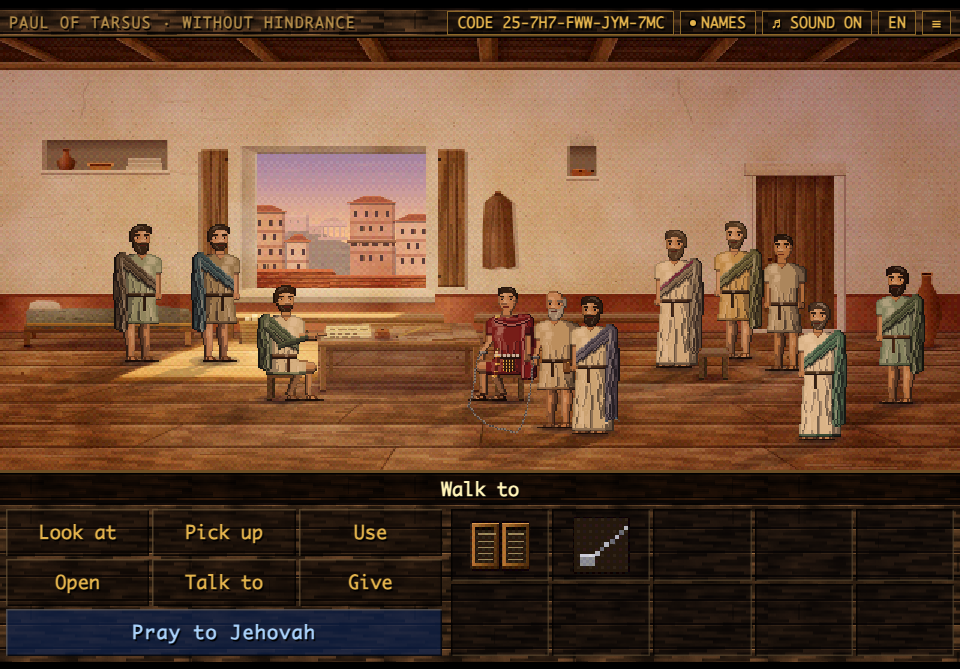 PAUL OF TARSUS · WITHOUT HINDRANCE
CODE 25-7H7-FWW-JYM-7MC
● NAMES
♬ SOUND ON
EN
≡
Walk to
Look at
Pick up
Use
Open
Talk to
Give
Pray to Jehovah